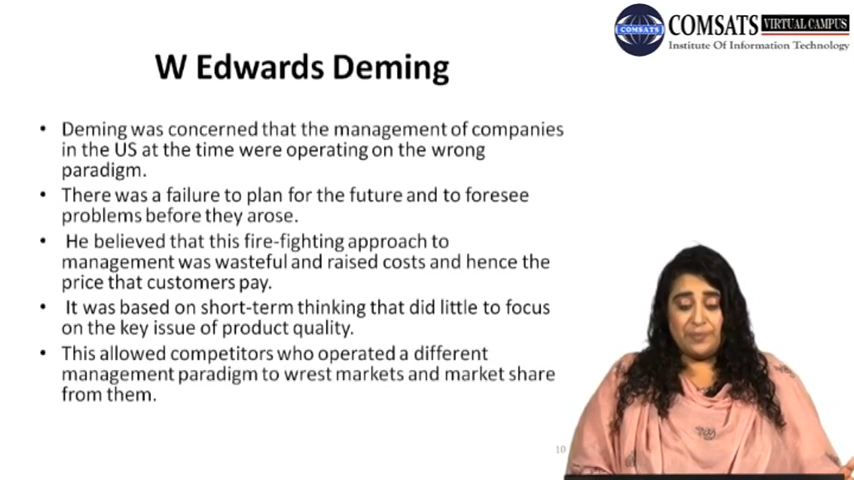 COMSATS
COMSATS VIRTUAL CAMPUS
Institute Of Information Technology
W Edwards Deming
• Deming was concerned that the management of companies
in the US at the time were operating on the wrong
paradigm.
• There was a failure to plan for the future and to foresee
problems before they arose.
• He believed that this fire-fighting approach to
management was wasteful and raised costs and hence the
price that customers pay.
• It was based on short-term thinking that did little to focus
on the key issue of product quality.
• This allowed competitors who operated a different
management paradigm to wrest markets and market share
from them.
10